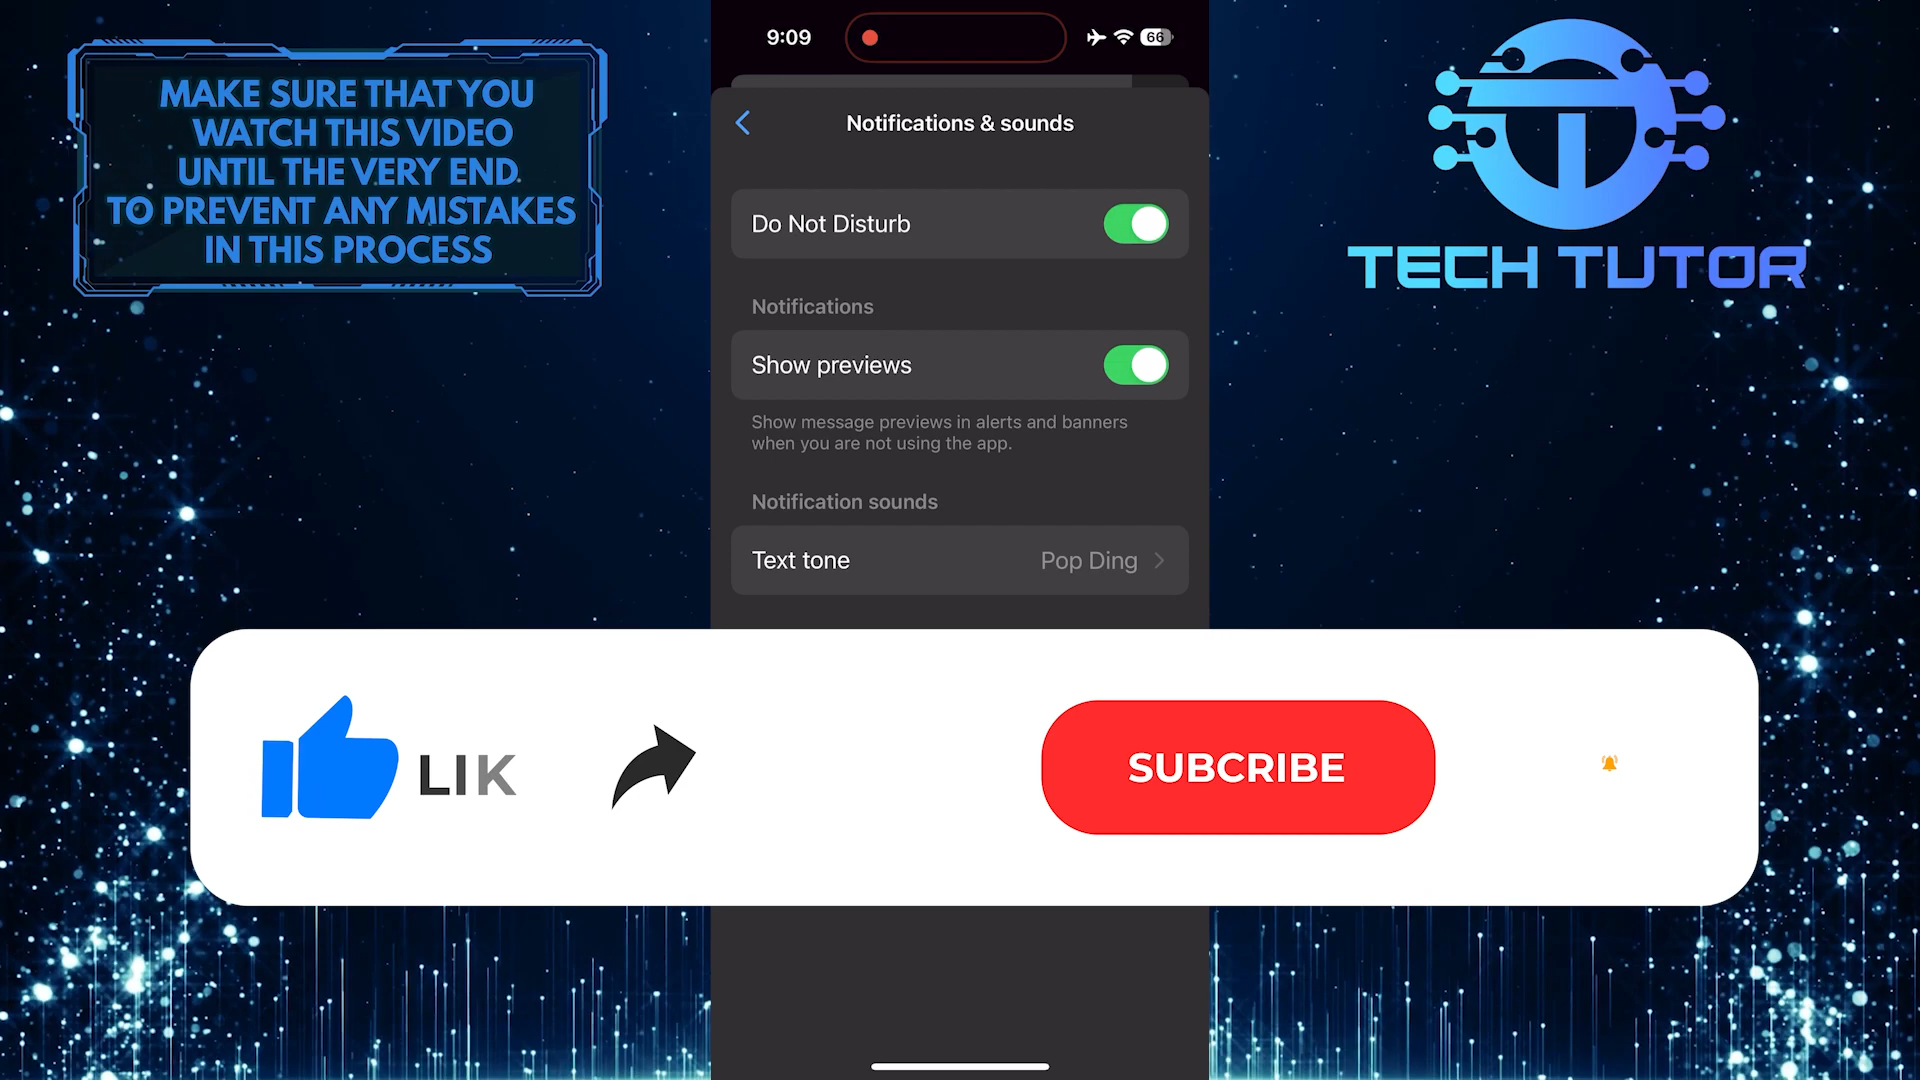 MAKE SURE THAT YOU
WATCH THIS VIDEO
UNTIL THE VERY END
TO PREVENT ANY MISTAKES
IN THIS PROCESS
9:09
66
Notifications & sounds
Do Not Disturb
Notifications
Show previews
Show message previews in alerts and banners
when you are not using the app.
Notification sounds
Text tone
Pop Ding
TECH TUTOR
LIK
SUBCRIBE